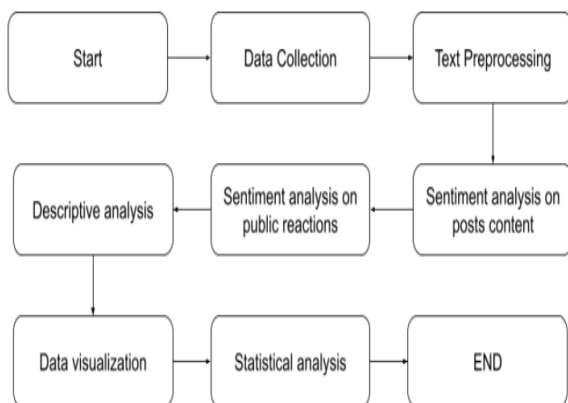 Start
Data Collection
Text Preprocessing
Sentiment analysis on
posts content
Sentiment analysis on
public reactions
Descriptive analysis
Data visualization
Statistical analysis
END